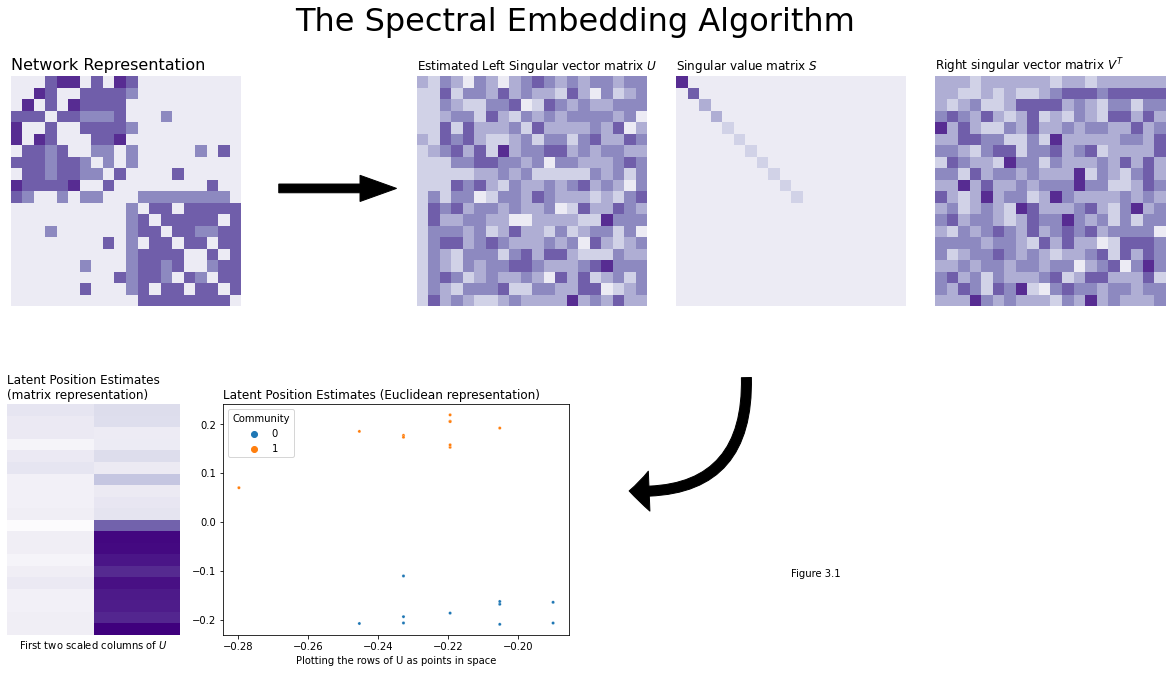 The Spectral Embedding Algorithm
Network Representation
Estimated Left Singular vector matrix U
Singular value matrix S
Right singular vector matrix V^T
Latent Position Estimates
(matrix representation)
First two scaled columns of U
Latent Position Estimates (Euclidean representation)
Community
0
1
0.2
0.1
0.0
−0.1
−0.2
−0.28 −0.26 −0.24 −0.22 −0.20
Plotting the rows of U as points in space
Figure 3.1